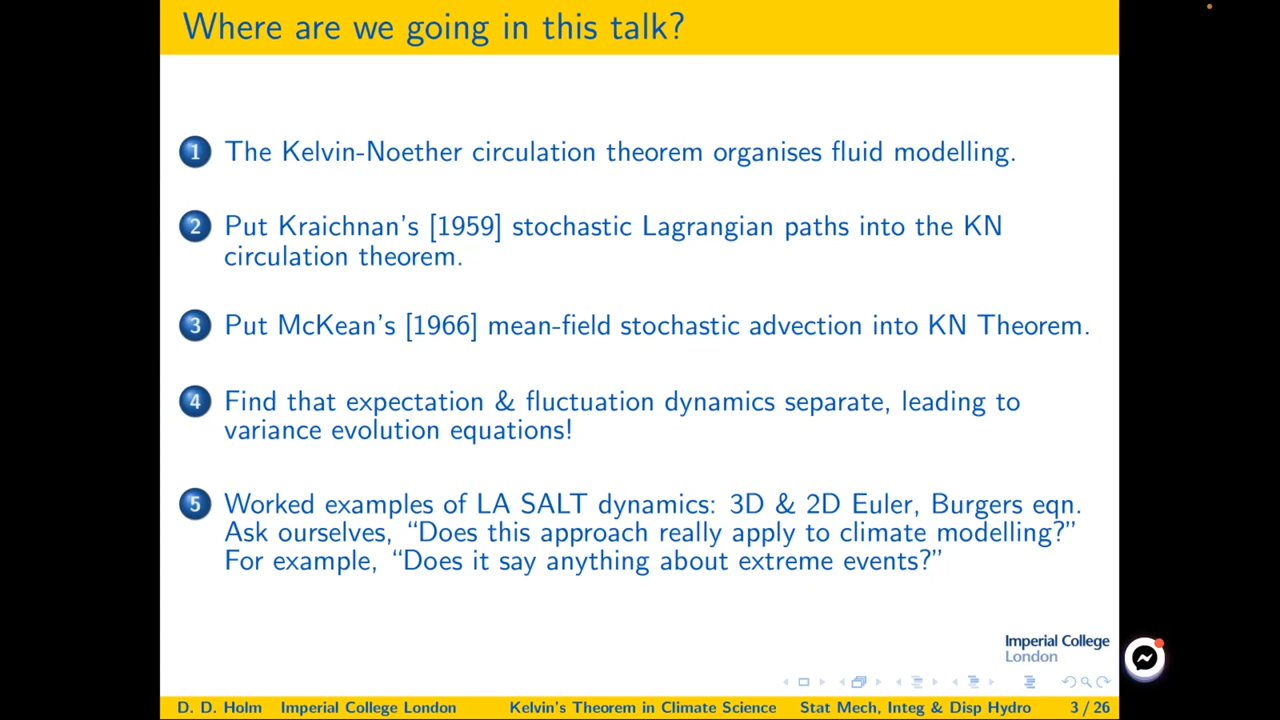 Where are we going in this talk?
1 The Kelvin-Noether circulation theorem organises fluid modelling.
2 Put Kraichnan's [1959] stochastic Lagrangian paths into the KN
circulation theorem.
3 Put McKean's [1966] mean-field stochastic advection into KN Theorem.
4 Find that expectation & fluctuation dynamics separate, leading to
variance evolution equations!
5 Worked examples of LA SALT dynamics: 3D & 2D Euler, Burgers eqn.
Ask ourselves, “Does this approach really apply to climate modelling?”
For example, “Does it say anything about extreme events?”
Imperial College
London
D. D. Holm Imperial College London Kelvin's Theorem in Climate Science Stat Mech, Integ & Disp Hydro 3 / 26